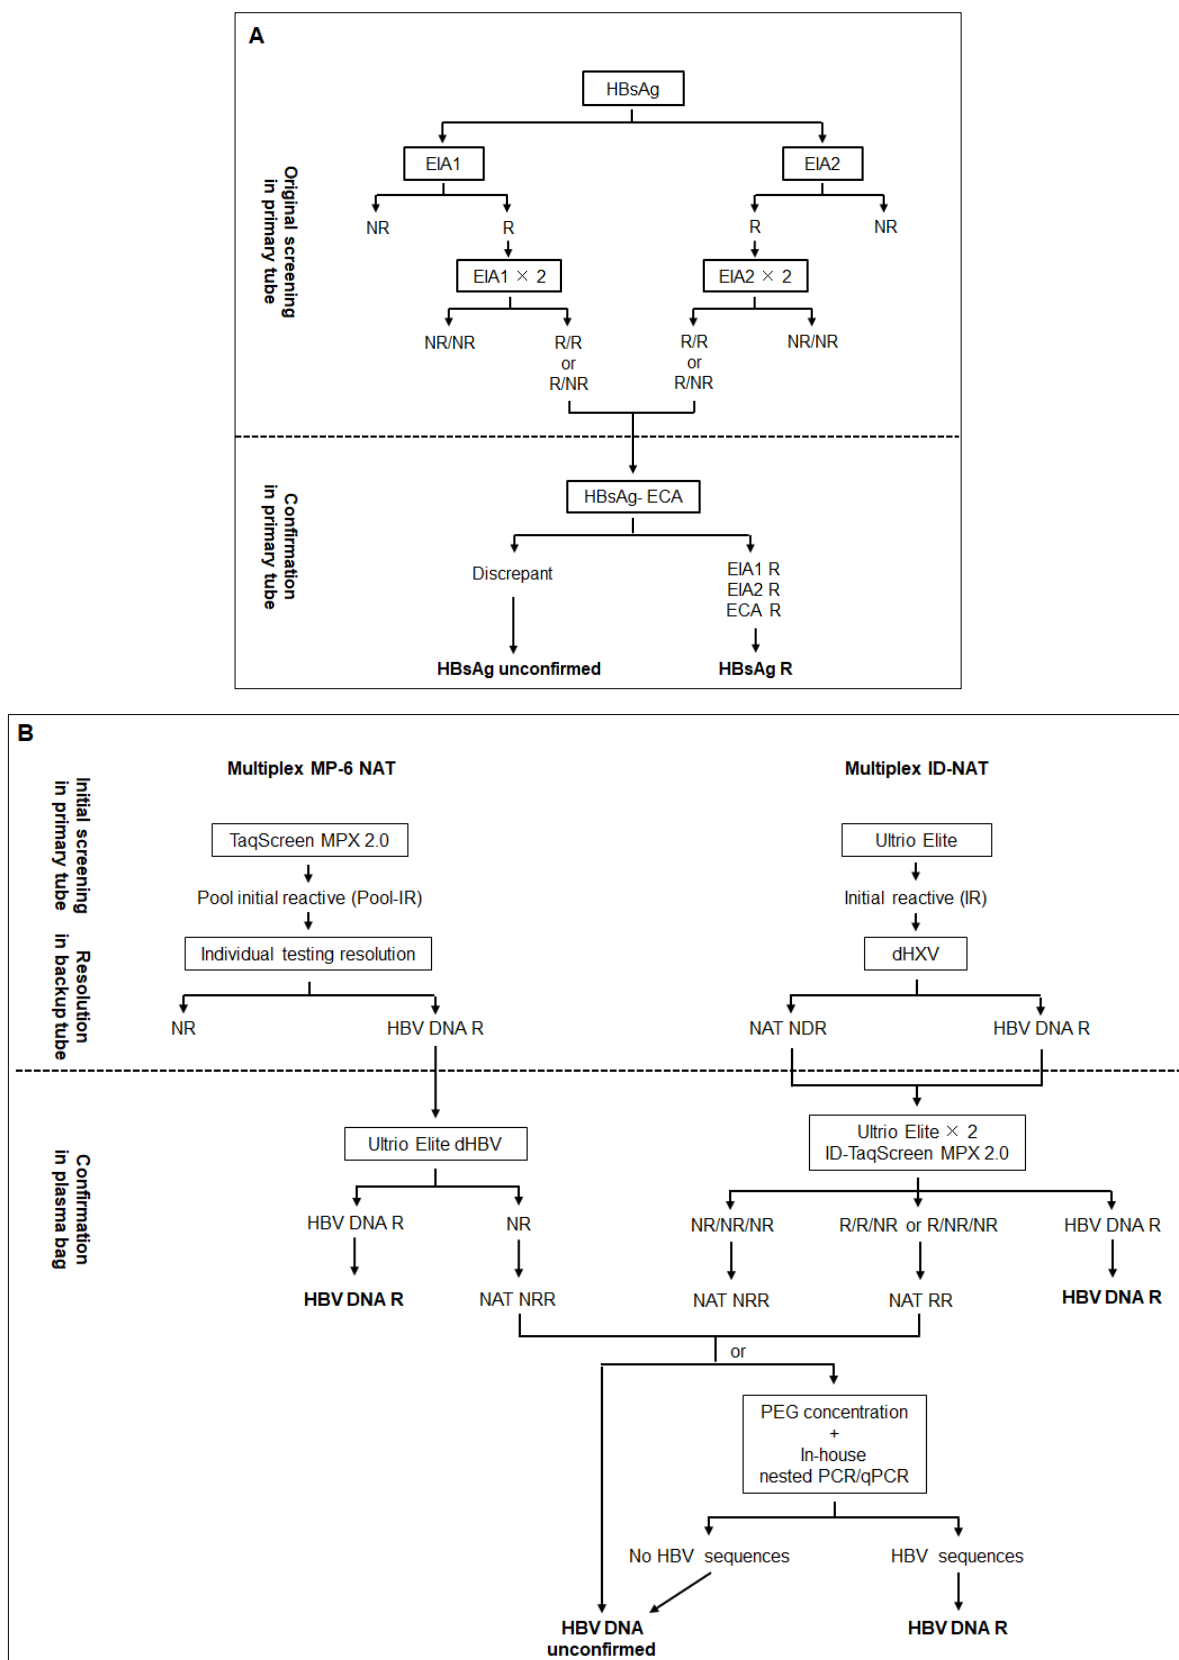 A
HBsAg
EIA1
EIA2
NR
R
R
NR
EIA1 × 2
EIA2 × 2
NR/NR
R/R
or
R/NR
R/R
or
R/NR
NR/NR
Original screening
in primary tube
HBsAg- ECA
Discrepant
EIA1 R
EIA2 R
ECA R
HBsAg unconfirmed
HBsAg R
Confirmation
in primary tube
B
Multiplex MP-6 NAT
Multiplex ID-NAT
Initial screening
in primary tube
TaqScreen MPX 2.0
Ultrio Elite
Pool initial reactive (Pool-IR)
Initial reactive (IR)
Resolution
in backup tube
Individual testing resolution
dHXV
NR
HBV DNA R
NAT NDR
HBV DNA R
Confirmation
in plasma bag
Ultrio Elite dHBV
Ultrio Elite × 2
ID-TaqScreen MPX 2.0
HBV DNA R
NR
NR/NR/NR
R/R/NR or R/NR/NR
HBV DNA R
HBV DNA R
NAT NRR
NAT NRR
NAT RR
HBV DNA R
or
PEG concentration
+
In-house
nested PCR/qPCR
No HBV sequences
HBV sequences
HBV DNA
unconfirmed
HBV DNA R